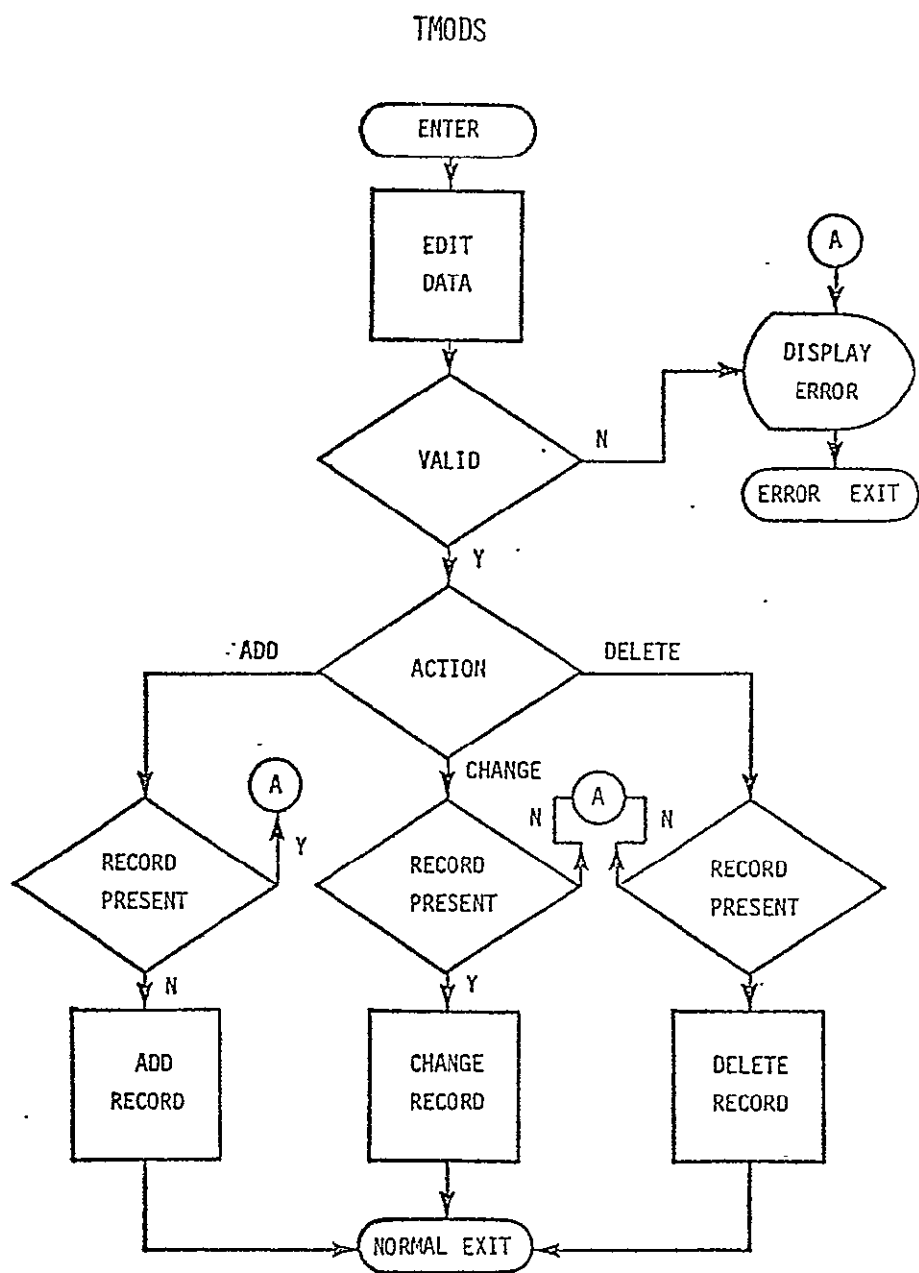 TMODS
ENTER
EDIT
DATA
A
DISPLAY
ERROR
VALID
N
ERROR EXIT
Y
ADD
ACTION
DELETE
CHANGE
A
A
N
N
Y
RECORD
PRESENT
RECORD
PRESENT
RECORD
PRESENT
N
Y
ADD
RECORD
CHANGE
RECORD
DELETE
RECORD
NORMAL EXIT